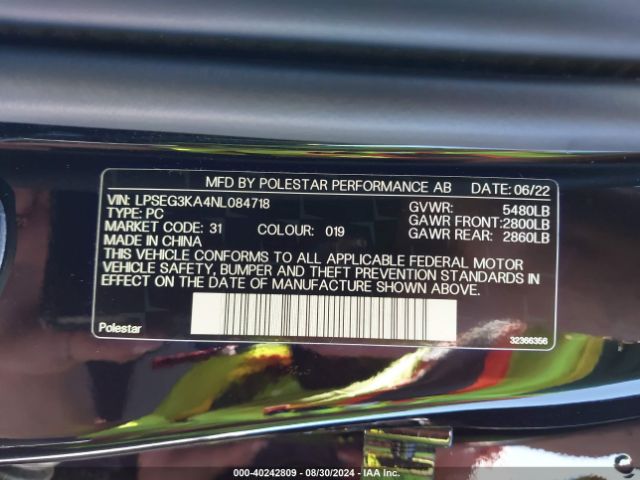 MFD BY POLESTAR PERFORMANCE AB DATE: 06/22
VIN: LPSEG3KA4NL084718 GVWR: 5480LB
TYPE: PC GAWR FRONT: 2800LB
MARKET CODE: 31 COLOUR: 019 GAWR REAR: 2860LB
MADE IN CHINA
THIS VEHICLE CONFORMS TO ALL APPLICABLE FEDERAL MOTOR
VEHICLE SAFETY, BUMPER AND THEFT PREVENTION STANDARDS IN
EFFECT ON THE DATE OF MANUFACTURE SHOWN ABOVE.
Polestar 32366356
000-40242809 - 08/30/2024 - IAA Inc.